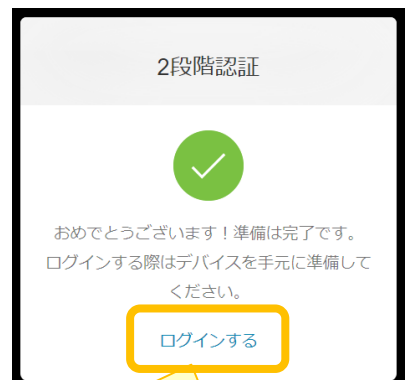 2段階認証
おめでとうございます！準備は完了です。
ログインする際はデバイスを手元に準備して
ください。
ログインする